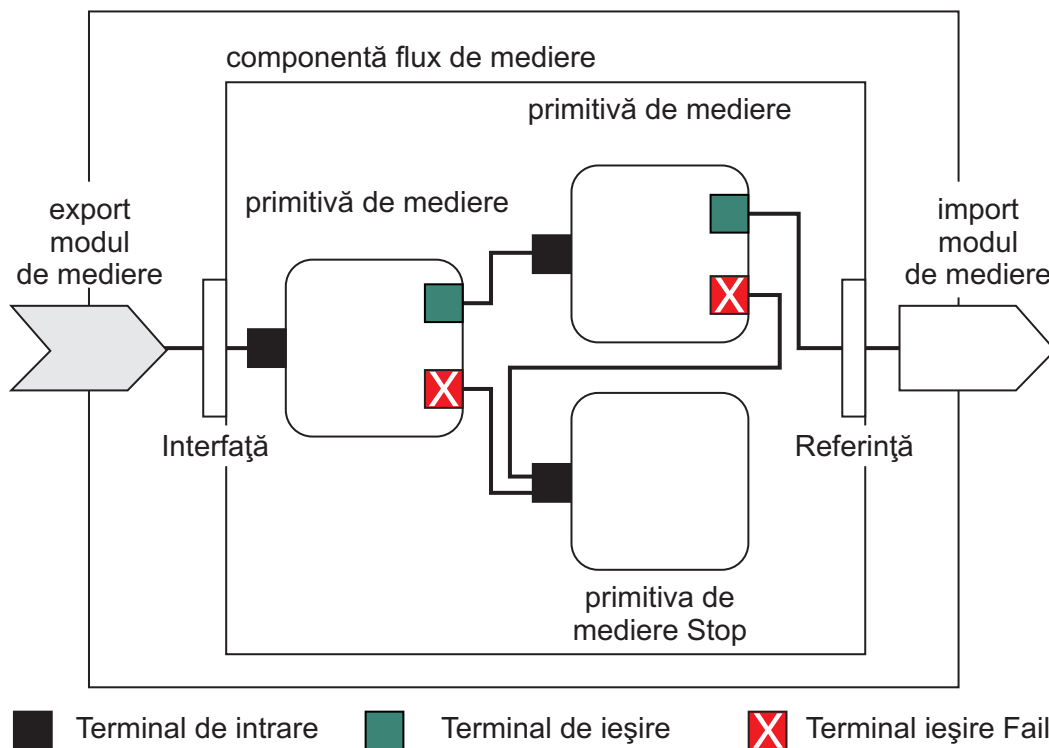 componentă flux de mediere
primitivă de mediere
primitivă de mediere
export
modul
de mediere
import
modul
de mediere
Interfaţă
Referinţă
primitiva de
mediere Stop
Terminal de intrare
Terminal de ieşire
X Terminal ieşire Fail
X
X